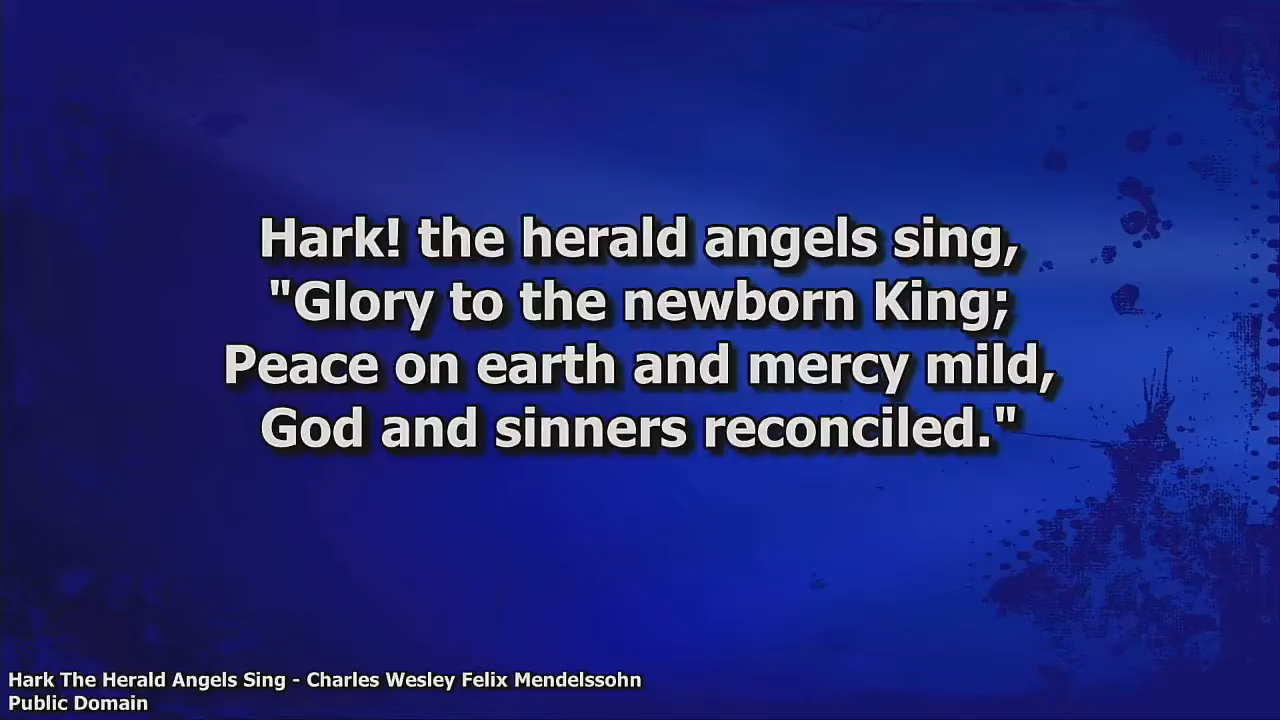 Hark! the herald angels sing,
"Glory to the newborn King;
Peace on earth and mercy mild,
God and sinners reconciled."
Hark The Herald Angels Sing - Charles Wesley Felix Mendelssohn
Public Domain